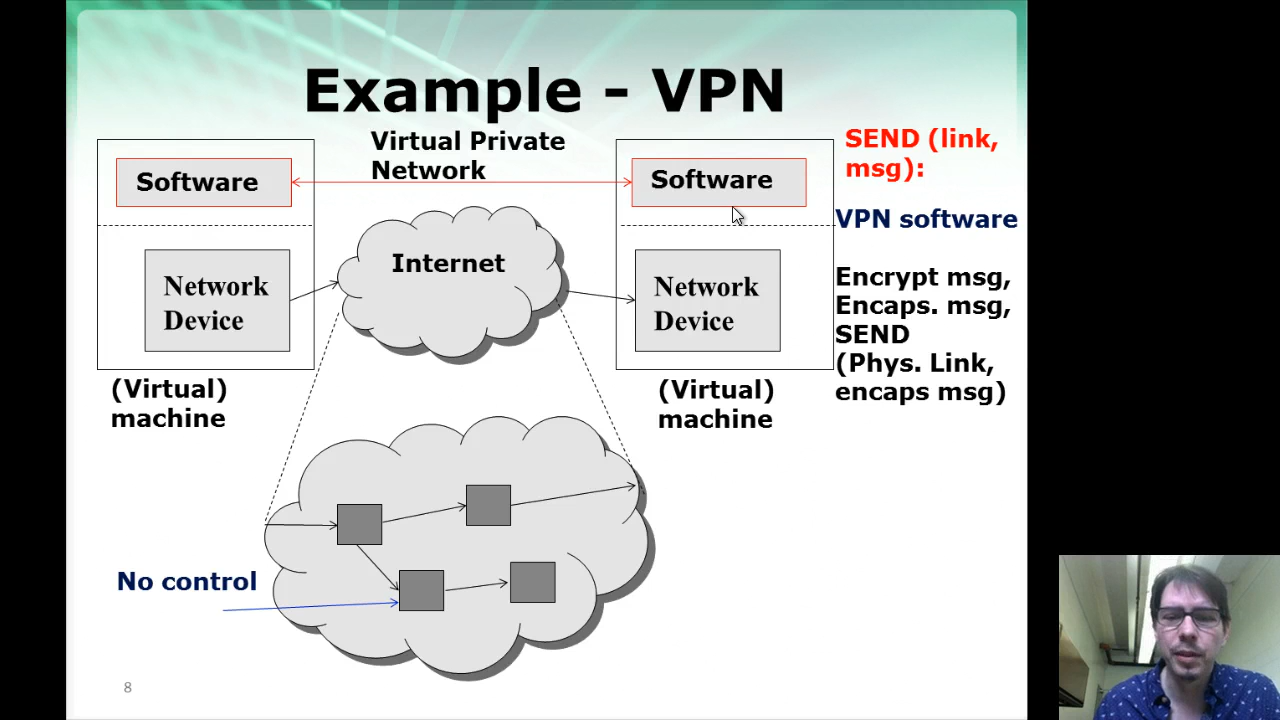 Example - VPN
Virtual Private
Network
SEND (link,
msg):
Software
Software
VPN software
Internet
Network
Device
Network
Device
Encrypt msg,
Encaps. msg,
SEND
(Phys. Link,
encaps msg)
(Virtual)
machine
(Virtual)
machine
No control
8